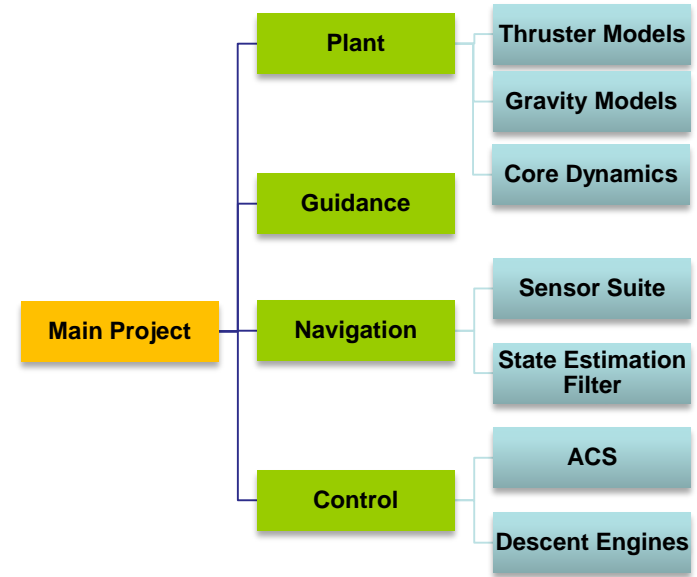 Plant
Thruster Models
Gravity Models
Core Dynamics
Guidance
Main Project
Navigation
Sensor Suite
State Estimation
Filter
Control
ACS
Descent Engines